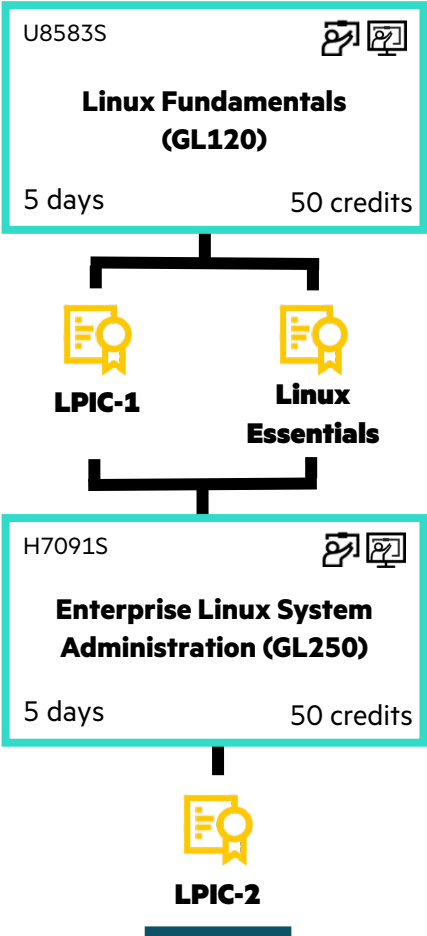 U8583S
Linux Fundamentals
(GL120)
5 days 50 credits
LPIC-1
Linux
Essentials
H7091S
Enterprise Linux System
Administration (GL250)
5 days 50 credits
LPIC-2